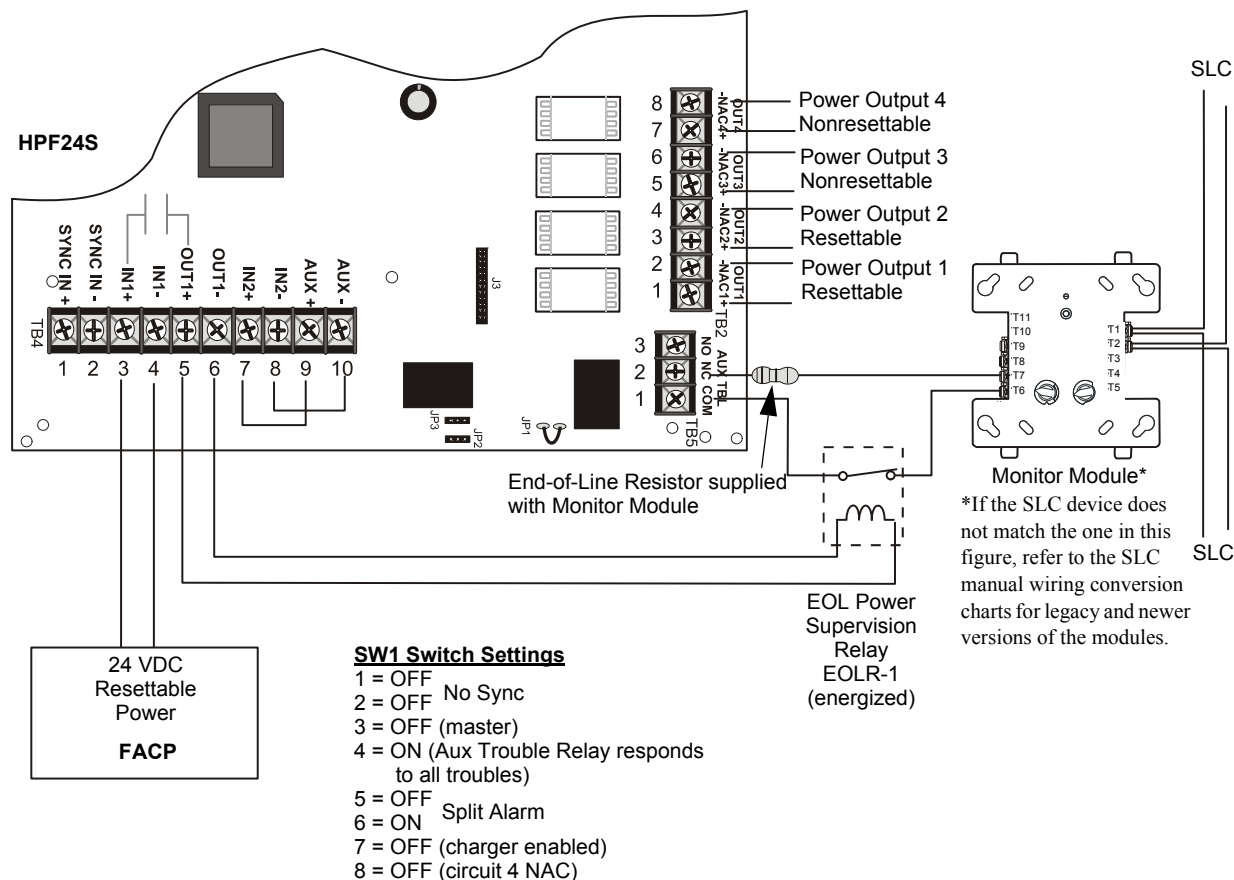 HPF24S
SYNC IN +
SYNC IN -
IN1+
IN1-
OUT1+
OUT1-
IN2+
IN2-
AUX +
AUX -
TB4
1 2 3 4 5 6 7 8 9 10
J3
8
7
6
5
4
3
2
1
-NAC4+
OUT4
-NAC3+
OUT3
-NAC2+
OUT2
-NAC1+
OUT1
TB2
Power Output 4
Nonresettable
Power Output 3
Nonresettable
Power Output 2
Resettable
Power Output 1
Resettable
3
2
1
NO NC COM
AUX TBL
TB5
JP3
JP2
JP1
SLC
T11
T10
T9
T8
T7
T6
T1
T2
T3
T4
T5
SLC
End-of-Line Resistor supplied
with Monitor Module
Monitor Module*
*If the SLC device does
not match the one in this
figure, refer to the SLC
manual wiring conversion
charts for legacy and newer
versions of the modules.
EOL Power
Supervision
Relay
EOLR-1
(energized)
24 VDC
Resettable
Power
FACP
SW1 Switch Settings
1 = OFF
2 = OFF
No Sync
3 = OFF (master)
4 = ON (Aux Trouble Relay responds
to all troubles)
5 = OFF
6 = ON
Split Alarm
7 = OFF (charger enabled)
8 = OFF (circuit 4 NAC)